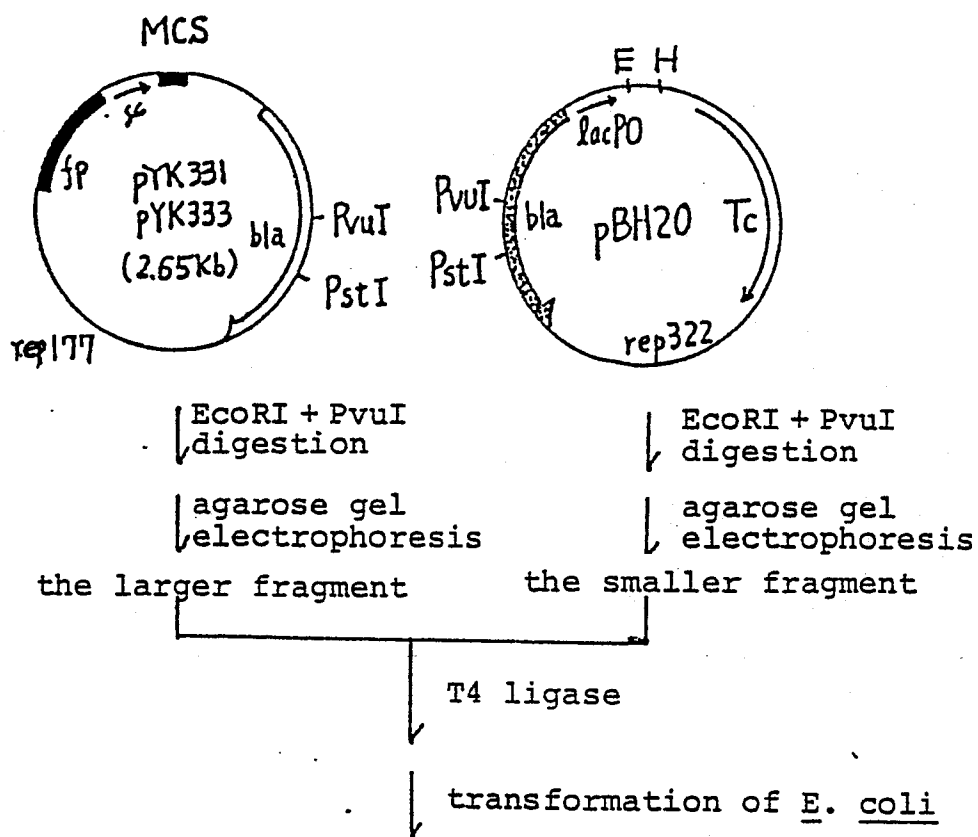 MCS
fP
pYK331
pYK333
(2.65Kb)
bla
PvuI
PstI
rep177
E H
lacPO
PvuI
bla
pBH20
Tc
PstI
rep322
EcoRI + PvuI
digestion
agarose gel
electrophoresis
the larger fragment
EcoRI + PvuI
digestion
agarose gel
electrophoresis
the smaller fragment
T4 ligase
transformation of E. coli